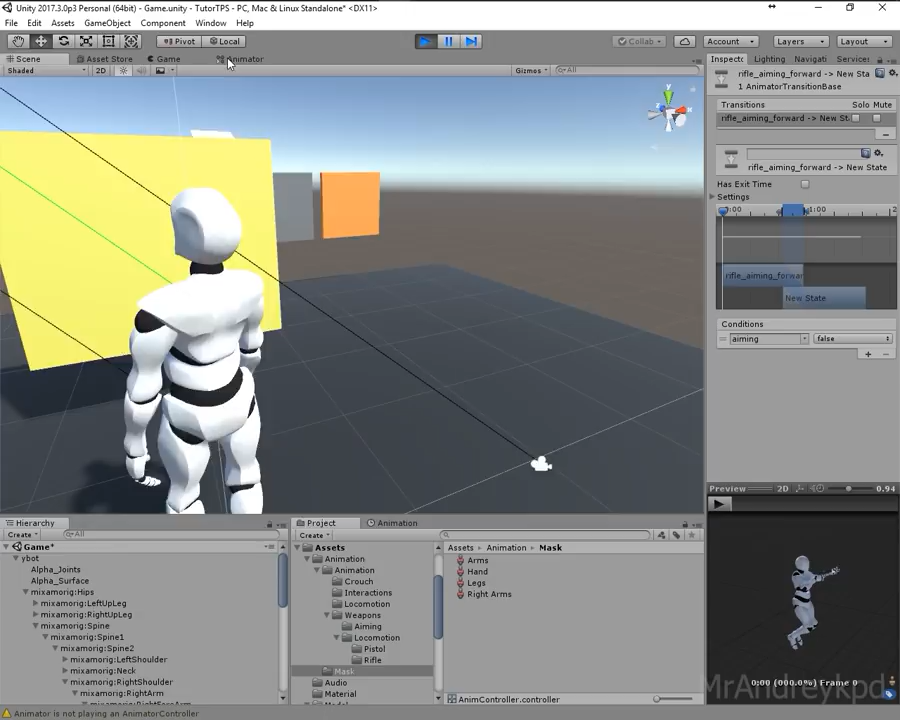 Unity 2017.3.0p3 Personal (64bit) - Game.unity - TutorTPS - PC, Mac & Linux Standalone* <DX11>
File Edit Assets GameObject Component Window Help
Pivot Local Collab Account Layers Layout
Scene Asset Store Game Animator
Shaded 2D Gizmos All
Inspecto Lighting Navigati Services
rifle_aiming_forward -> New Sta
1 AnimatorTransitionBase
Transitions Solo Mute
rifle_aiming_forward -> New St
rifle_aiming_forward -> New State
Has Exit Time
Settings
0:00 1:00 2
rifle_aiming_forwar
New State
Conditions
aiming false
Preview 2D 0.94
0:00 (000.0%) Frame 0
Hierarchy
Create All
Game*
ybot
Alpha_Joints
Alpha_Surface
mixamorig:Hips
mixamorig:LeftUpLeg
mixamorig:RightUpLeg
mixamorig:Spine
mixamorig:Spine1
mixamorig:Spine2
mixamorig:LeftShoulder
mixamorig:Neck
mixamorig:RightShoulder
mixamorig:RightArm
Project Animation
Create
Assets
Animation
Animation
Crouch
Interactions
Locomotion
Weapons
Aiming
Locomotion
Pistol
Rifle
Mask
Audio
Material
Assets Animation Mask
Arms
Hand
Legs
Right Arms
AnimController.controller
MrAndreykpd
Animator is not playing an AnimatorController